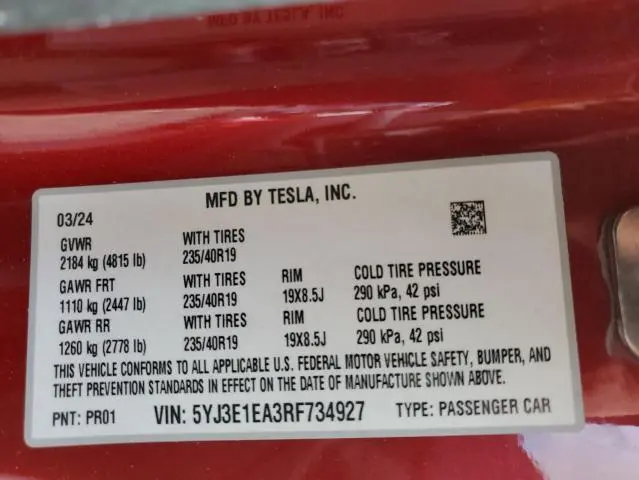 MFD BY TESLA, INC.
03/24
GVWR WITH TIRES
2184 kg (4815 lb) 235/40R19
GAWR FRT WITH TIRES RIM COLD TIRE PRESSURE
1110 kg (2447 lb) 235/40R19 19X8.5J 290 kPa, 42 psi
GAWR RR WITH TIRES RIM COLD TIRE PRESSURE
1260 kg (2778 lb) 235/40R19 19X8.5J 290 kPa, 42 psi
THIS VEHICLE CONFORMS TO ALL APPLICABLE U.S. FEDERAL MOTOR VEHICLE SAFETY, BUMPER, AND
THEFT PREVENTION STANDARDS IN EFFECT ON THE DATE OF MANUFACTURE SHOWN ABOVE.
PNT: PR01 VIN: 5YJ3E1EA3RF734927 TYPE: PASSENGER CAR